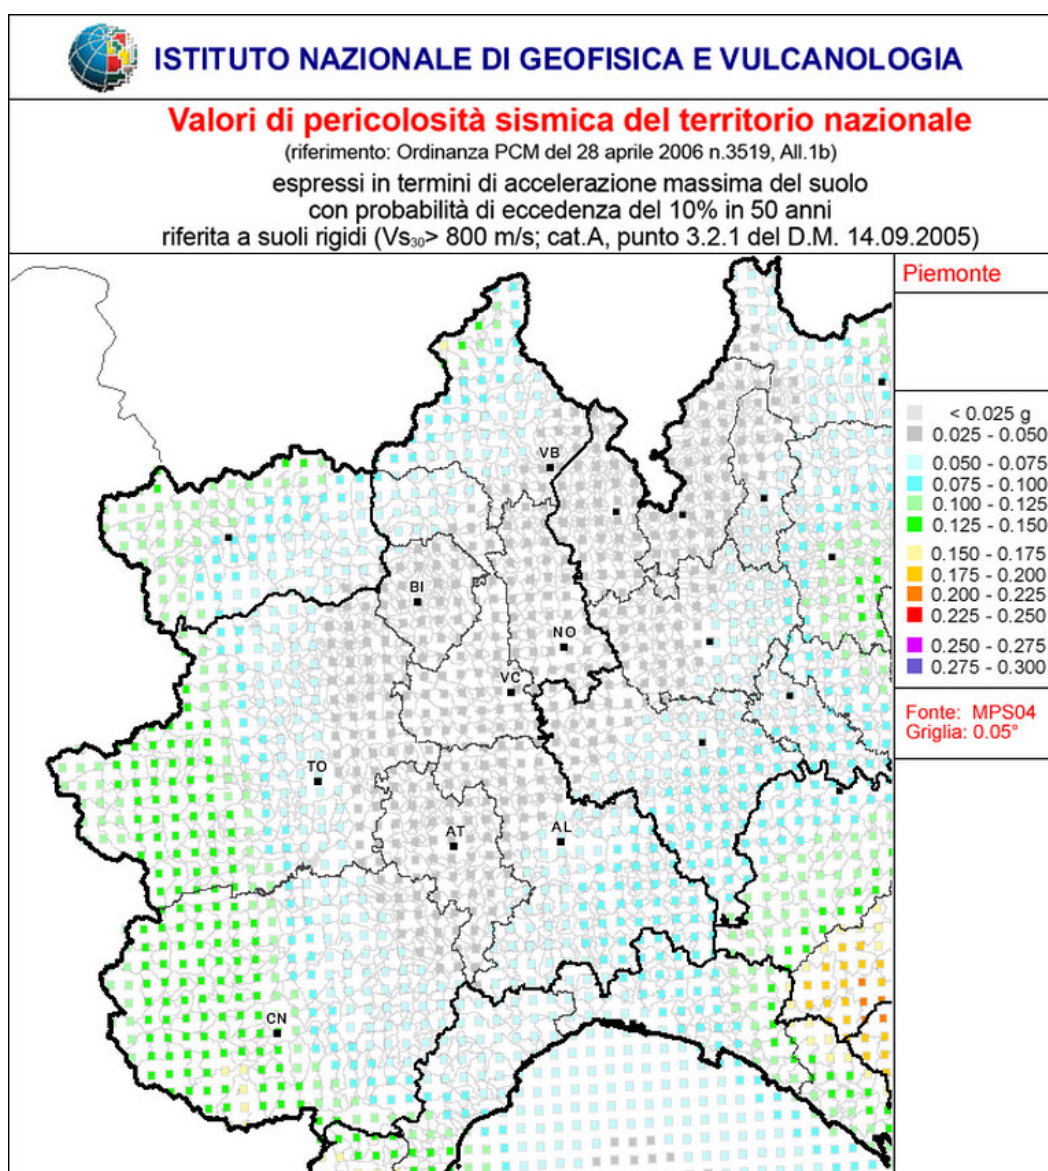 ISTITUTO NAZIONALE DI GEOFISICA E VULCANOLOGIA
Valori di pericolosità sismica del territorio nazionale
(riferimento: Ordinanza PCM del 28 aprile 2006 n.3519, All.1b)
espressi in termini di accelerazione massima del suolo
con probabilità di eccedenza del 10% in 50 anni
riferita a suoli rigidi (Vs₃₀> 800 m/s; cat.A, punto 3.2.1 del D.M. 14.09.2005)
Piemonte
< 0.025 g
0.025 - 0.050
0.050 - 0.075
0.075 - 0.100
0.100 - 0.125
0.125 - 0.150
0.150 - 0.175
0.175 - 0.200
0.200 - 0.225
0.225 - 0.250
0.250 - 0.275
0.275 - 0.300
Fonte: MPS04
Griglia: 0.05°
VB
BI
NO
VC
TO
AT
AL
CN